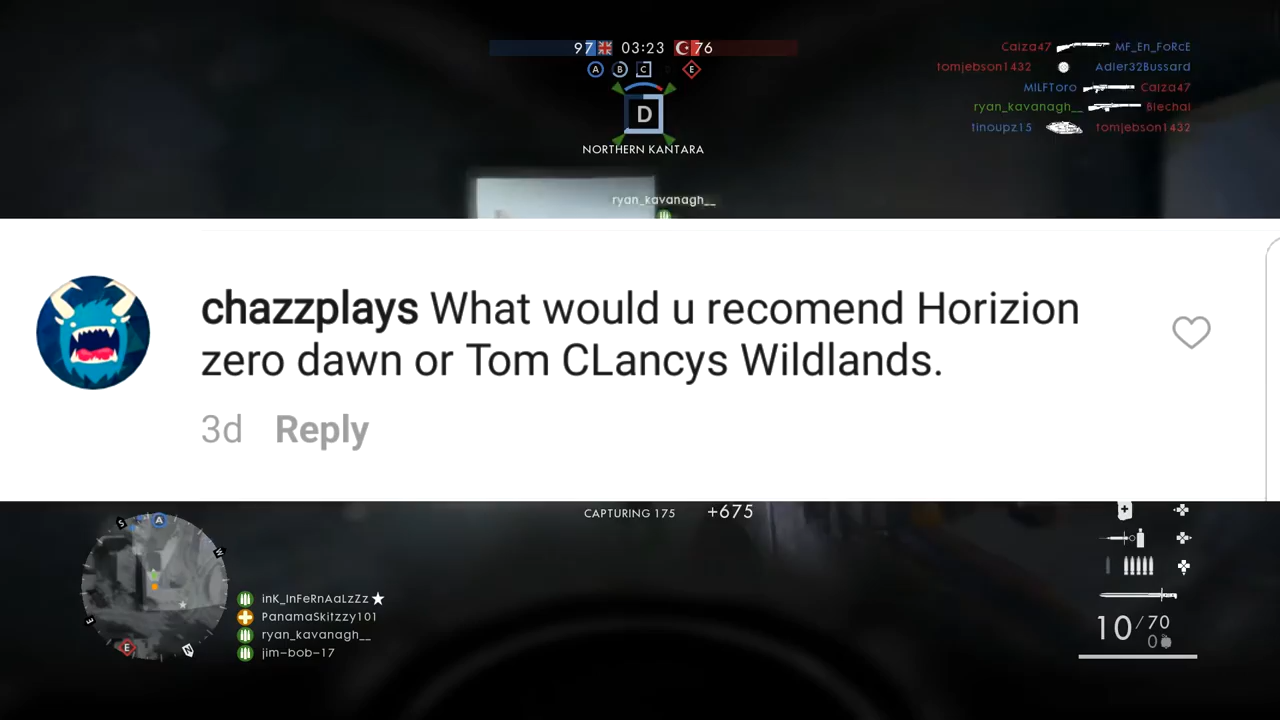 97 03:23 76
A B C E
D
NORTHERN KANTARA
Caiza47 MF_En_FoRcE
tomjebson1432 Adler32Bussard
MILFToro Caiza47
ryan_kavanagh__ Blechal
tinoupz15 tomjebson1432
ryan_kavanagh__
chazzplays What would u recomend Horizion
zero dawn or Tom CLancys Wildlands.
3d Reply
CAPTURING 175 +675
S A W E E N
inK_InFeRnAaLzZz
PanamaSkitzzy101
ryan_kavanagh__
jim-bob-17
10/70
0